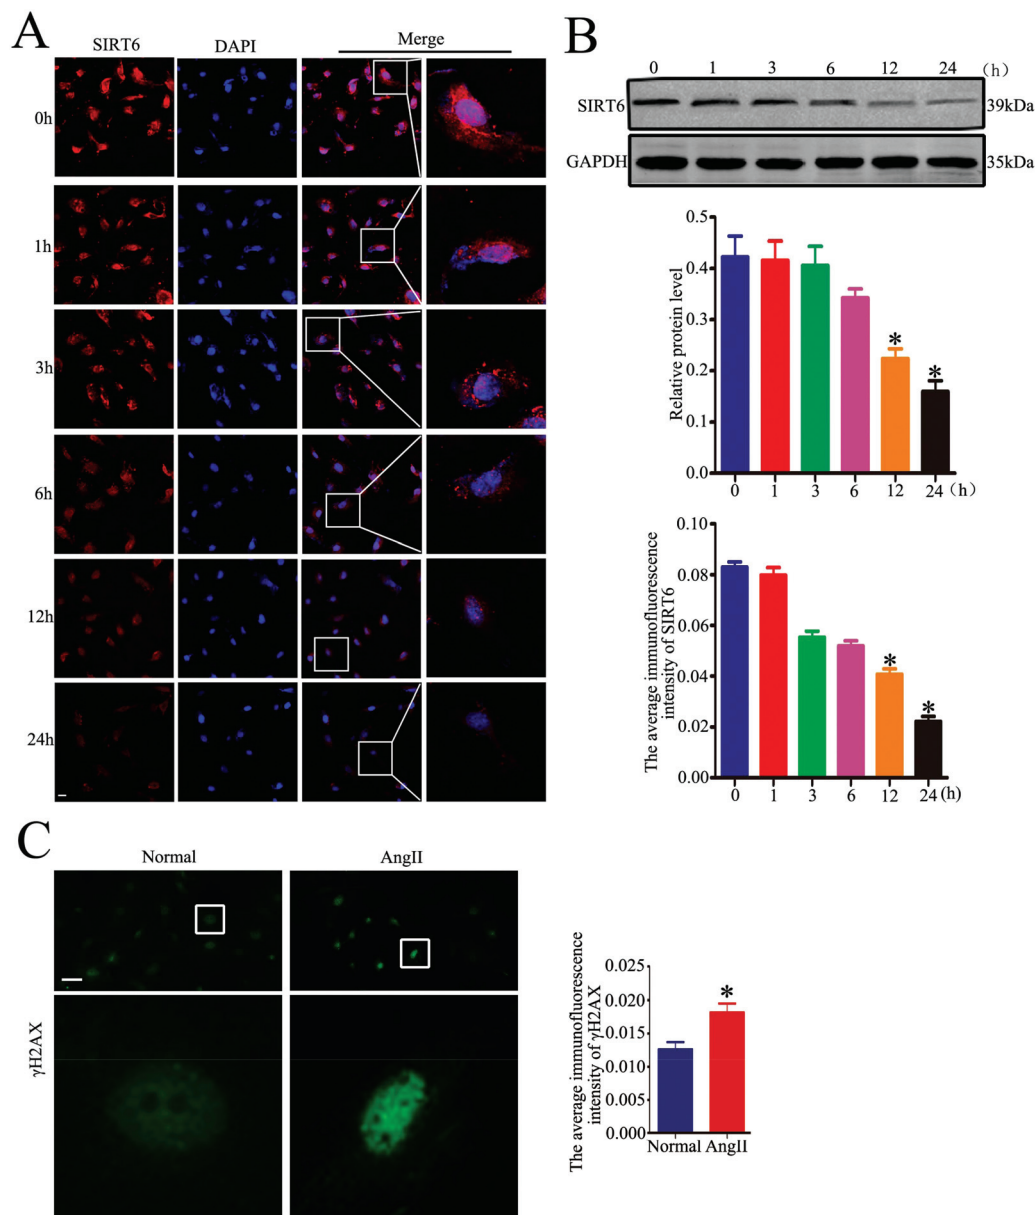 A
SIRT6 DAPI Merge
0h
1h
3h
6h
12h
24h
B
0 1 3 6 12 24 (h)
SIRT6 39kDa
GAPDH 35kDa
Relative protein level
0.5
0.4
0.3
0.2
0.1
0.0
* *
0 1 3 6 12 24 (h)
The average immunofluorescence
intensity of SIRT6
0.10
0.08
0.06
0.04
0.02
0.00
* *
0 1 3 6 12 24 (h)
C
Normal AngII
γH2AX
The average immunofluorescence
intensity of γH2AX
0.025
0.020
0.015
0.010
0.005
0.000
*
Normal AngII